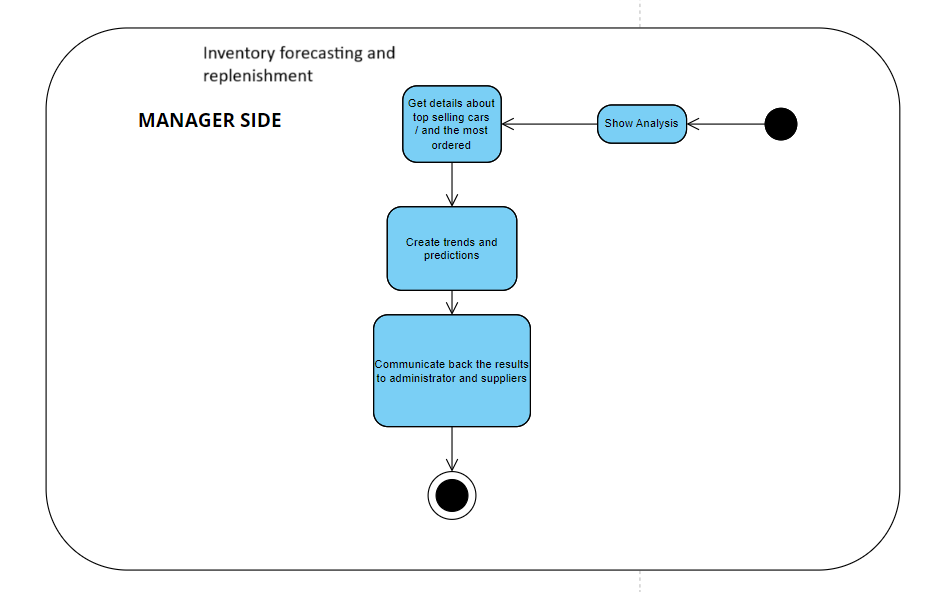 Inventory forecasting and
replenishment
MANAGER SIDE
Get details about
top selling cars
/ and the most
ordered
Show Analysis
Create trends and
predictions
Communicate back the results
to administrator and suppliers